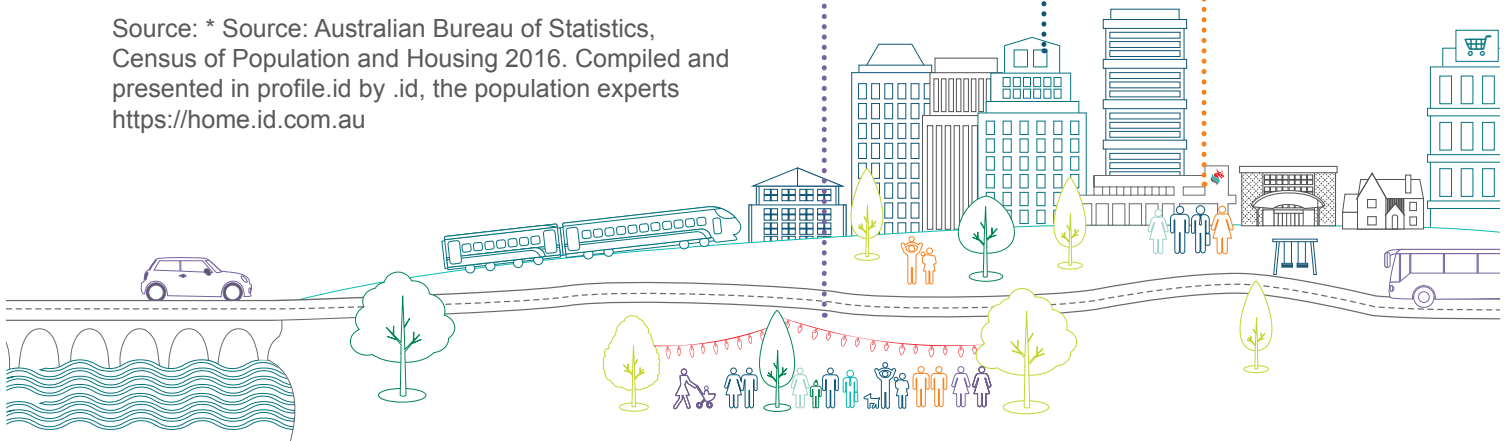 Source: * Source: Australian Bureau of Statistics,
Census of Population and Housing 2016. Compiled and
presented in profile.id by .id, the population experts
https://home.id.com.au